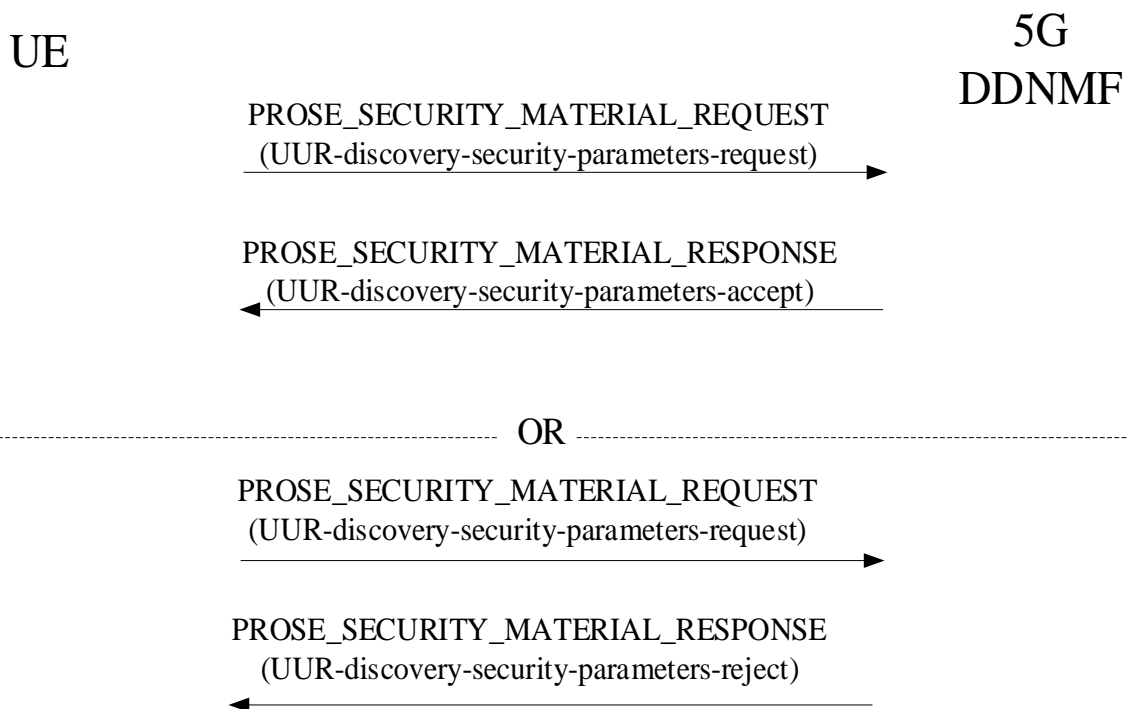 UE
5G
DDNMF
PROSE_SECURITY_MATERIAL_REQUEST
(UUR-discovery-security-parameters-request)
PROSE_SECURITY_MATERIAL_RESPONSE
(UUR-discovery-security-parameters-accept)
OR
PROSE_SECURITY_MATERIAL_REQUEST
(UUR-discovery-security-parameters-request)
PROSE_SECURITY_MATERIAL_RESPONSE
(UUR-discovery-security-parameters-reject)